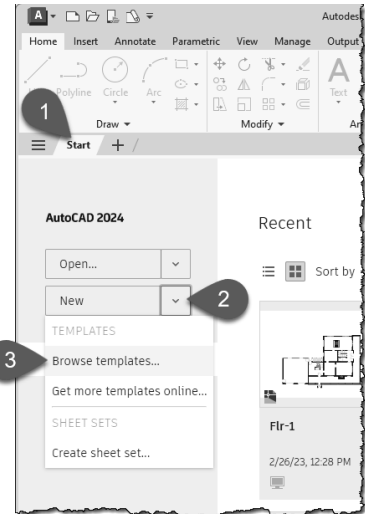 A
Autodes
Home Insert Annotate Parametric View Manage Output
Polyline Circle Arc Text
Draw Modify An
1
Start
AutoCAD 2024
Recent
Open...
Sort by
New
2
TEMPLATES
3
Browse templates...
Get more templates online...
SHEET SETS
Create sheet set...
Flr-1
2/26/23, 12:28 PM